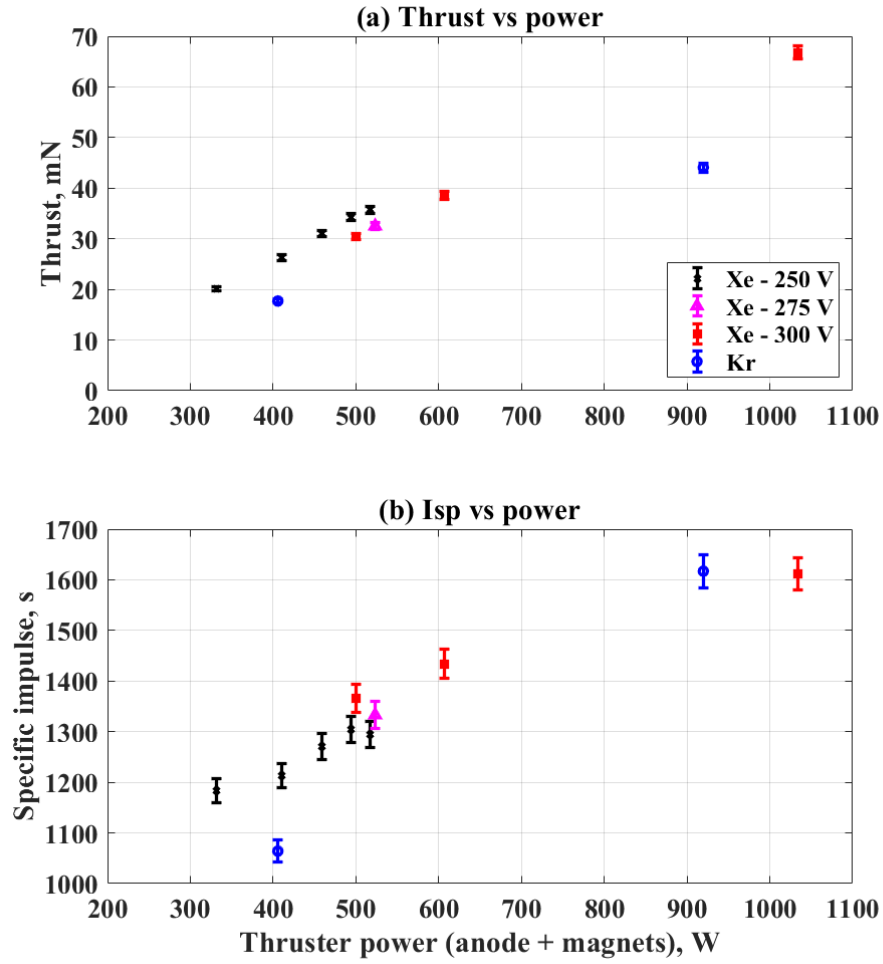 (a) Thrust vs power
Thrust, mN
70
60
50
40
30
20
10
0
200 300 400 500 600 700 800 900 1000 1100
Xe - 250 V
Xe - 275 V
Xe - 300 V
Kr
(b) Isp vs power
Specific impulse, s
1700
1600
1500
1400
1300
1200
1100
1000
200 300 400 500 600 700 800 900 1000 1100
Thruster power (anode + magnets), W